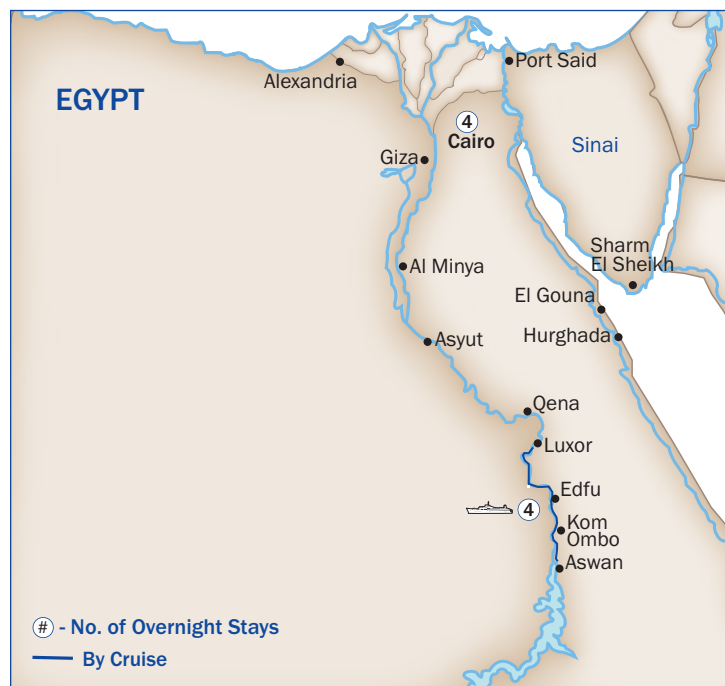 Alexandria
Port Said
EGYPT
4
Cairo
Sinai
Giza
Sharm
El Sheikh
Al Minya
El Gouna
Hurghada
Asyut
Qena
Luxor
Edfu
4
Kom
Ombo
Aswan
# - No. of Overnight Stays
By Cruise